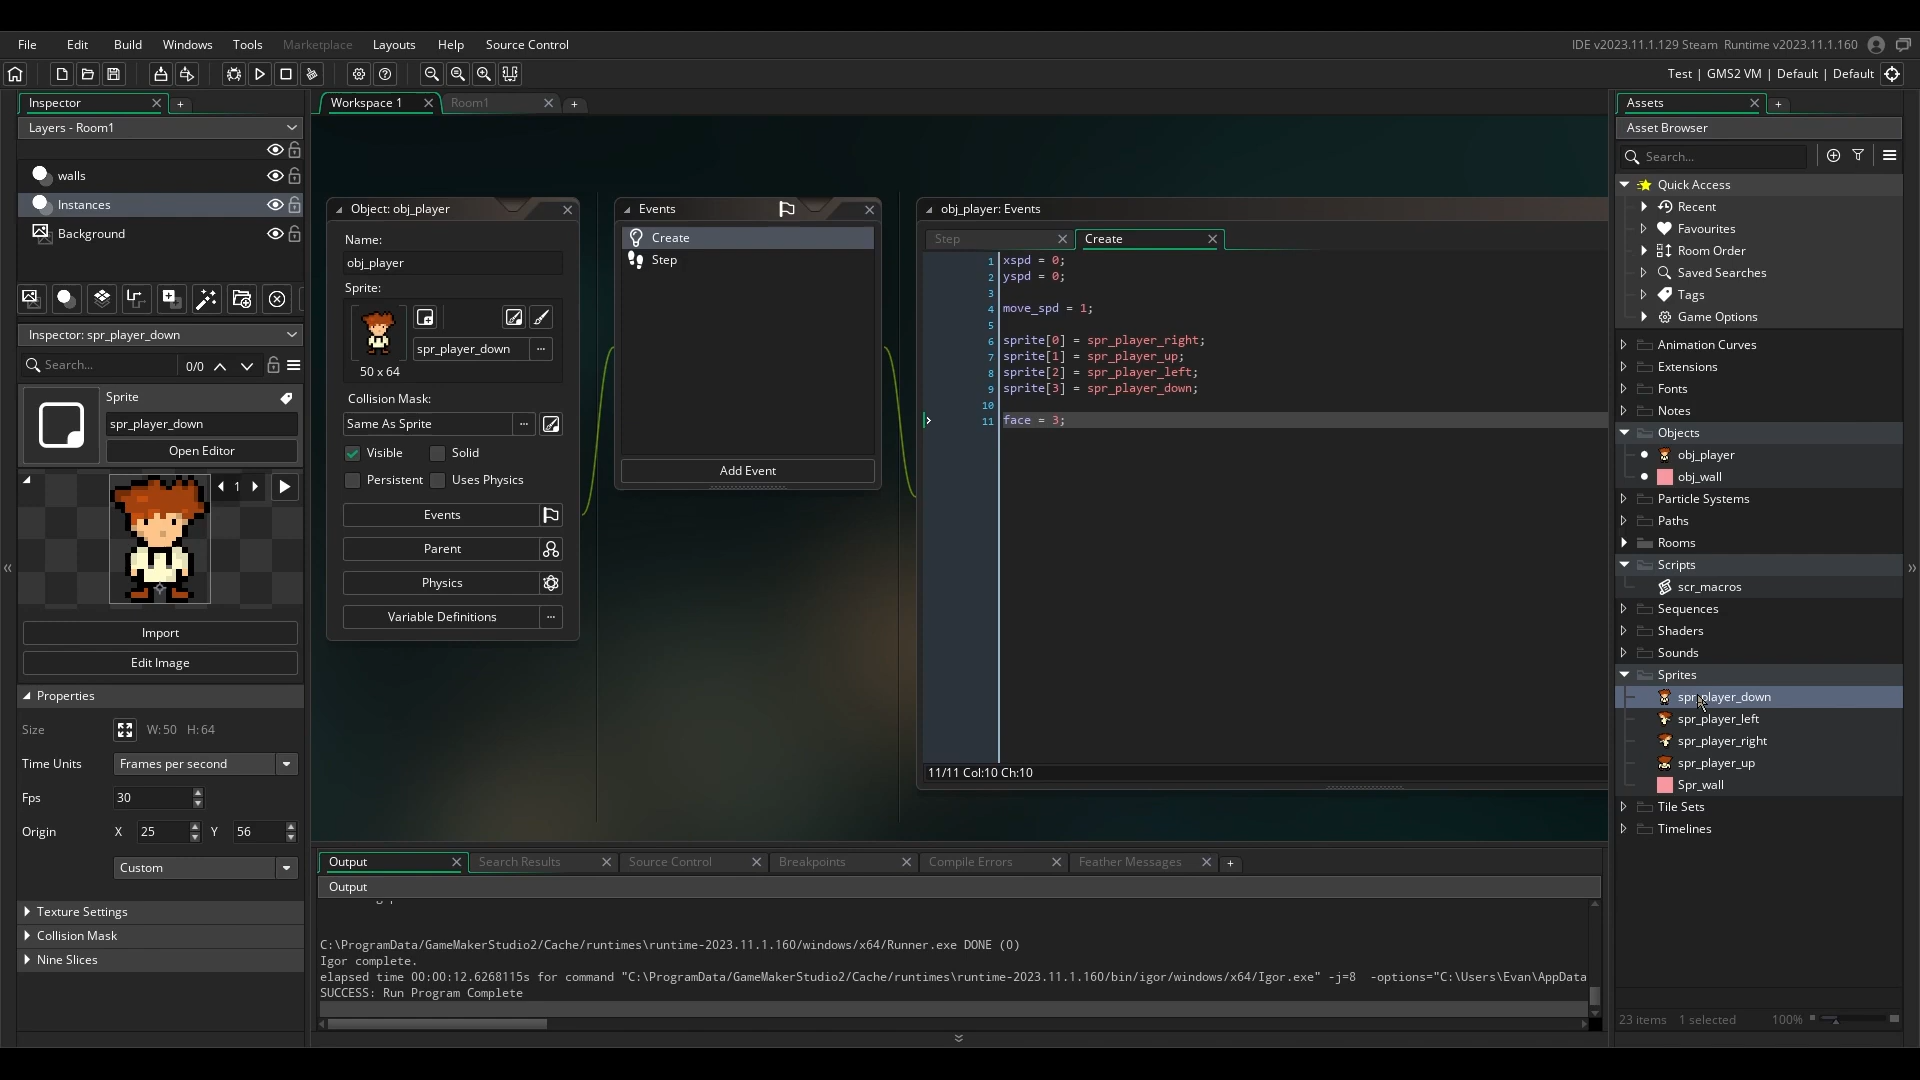 File Edit Build Windows Tools Marketplace Layouts Help Source Control
IDE v2023.11.1.129 Steam Runtime v2023.11.1.160
Test | GMS2 VM | Default | Default
Inspector
Layers - Room1
walls
Instances
Background
Inspector: spr_player_down
Search...
0/0
Sprite
spr_player_down
Open Editor
1
Import
Edit Image
Properties
Size W: 50 H: 64
Time Units Frames per second
Fps 30
Origin X 25 Y 56
Custom
Texture Settings
Collision Mask
Nine Slices
Workspace 1
Room1
Object: obj_player
Name:
obj_player
Sprite:
spr_player_down
50 x 64
Collision Mask:
Same As Sprite
Visible Solid
Persistent Uses Physics
Events
Parent
Physics
Variable Definitions
Events
Create
Step
Add Event
obj_player: Events
Step Create
1 xspd = 0;
2 yspd = 0;
3
4 move_spd = 1;
5
6 sprite[0] = spr_player_right;
7 sprite[1] = spr_player_up;
8 sprite[2] = spr_player_left;
9 sprite[3] = spr_player_down;
10
11 face = 3;
11/11 Col:10 Ch:10
Output Search Results Source Control Breakpoints Compile Errors Feather Messages
Output
C:\ProgramData/GameMakerStudio2/Cache/runtimes\runtime-2023.11.1.160/windows/x64/Runner.exe DONE (0)
Igor complete.
elapsed time 00:00:12.6268115s for command "C:\ProgramData/GameMakerStudio2/Cache/runtimes\runtime-2023.11.1.160/bin/igor/windows/x64/Igor.exe" -j=8 -options="C:\Users\Evan\AppData
SUCCESS: Run Program Complete
Assets
Asset Browser
Search...
Quick Access
Recent
Favourites
Room Order
Saved Searches
Tags
Game Options
Animation Curves
Extensions
Fonts
Notes
Objects
obj_player
obj_wall
Particle Systems
Paths
Rooms
Scripts
scr_macros
Sequences
Shaders
Sounds
Sprites
spr_player_down
spr_player_left
spr_player_right
spr_player_up
Spr_wall
Tile Sets
Timelines
23 items 1 selected 100%